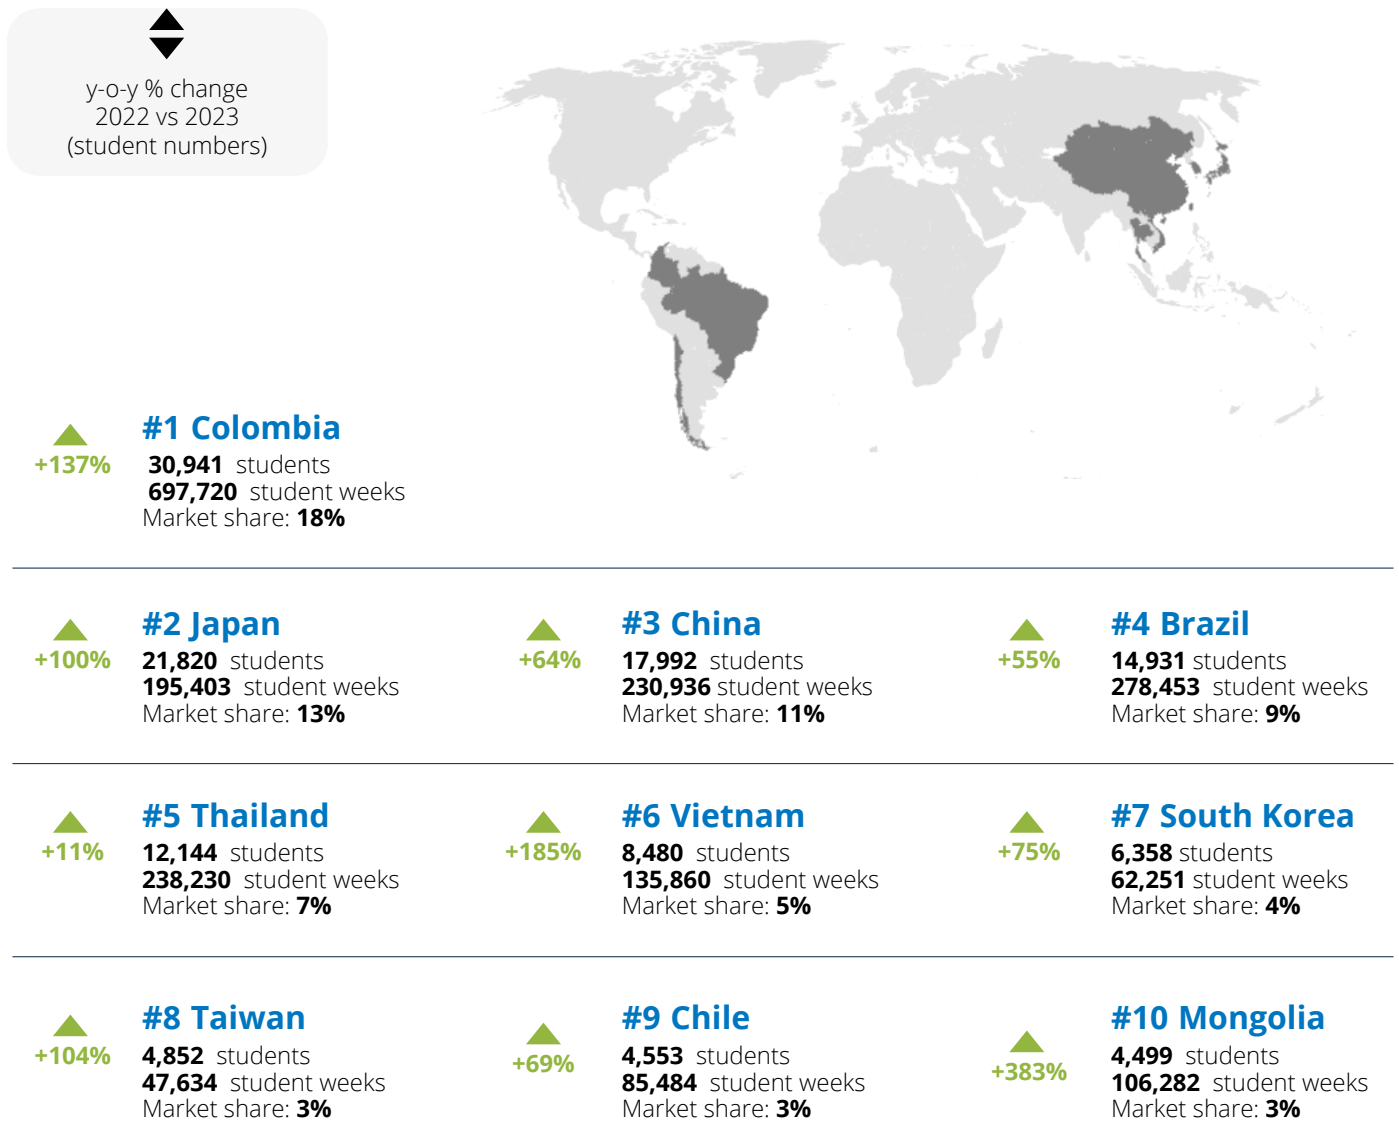 y-o-y % change
2022 vs 2023
(student numbers)
+137%
#1 Colombia
30,941 students
697,720 student weeks
Market share: 18%
+100%
#2 Japan
21,820 students
195,403 student weeks
Market share: 13%
+64%
#3 China
17,992 students
230,936 student weeks
Market share: 11%
+55%
#4 Brazil
14,931 students
278,453 student weeks
Market share: 9%
+11%
#5 Thailand
12,144 students
238,230 student weeks
Market share: 7%
+185%
#6 Vietnam
8,480 students
135,860 student weeks
Market share: 5%
+75%
#7 South Korea
6,358 students
62,251 student weeks
Market share: 4%
+104%
#8 Taiwan
4,852 students
47,634 student weeks
Market share: 3%
+69%
#9 Chile
4,553 students
85,484 student weeks
Market share: 3%
+383%
#10 Mongolia
4,499 students
106,282 student weeks
Market share: 3%